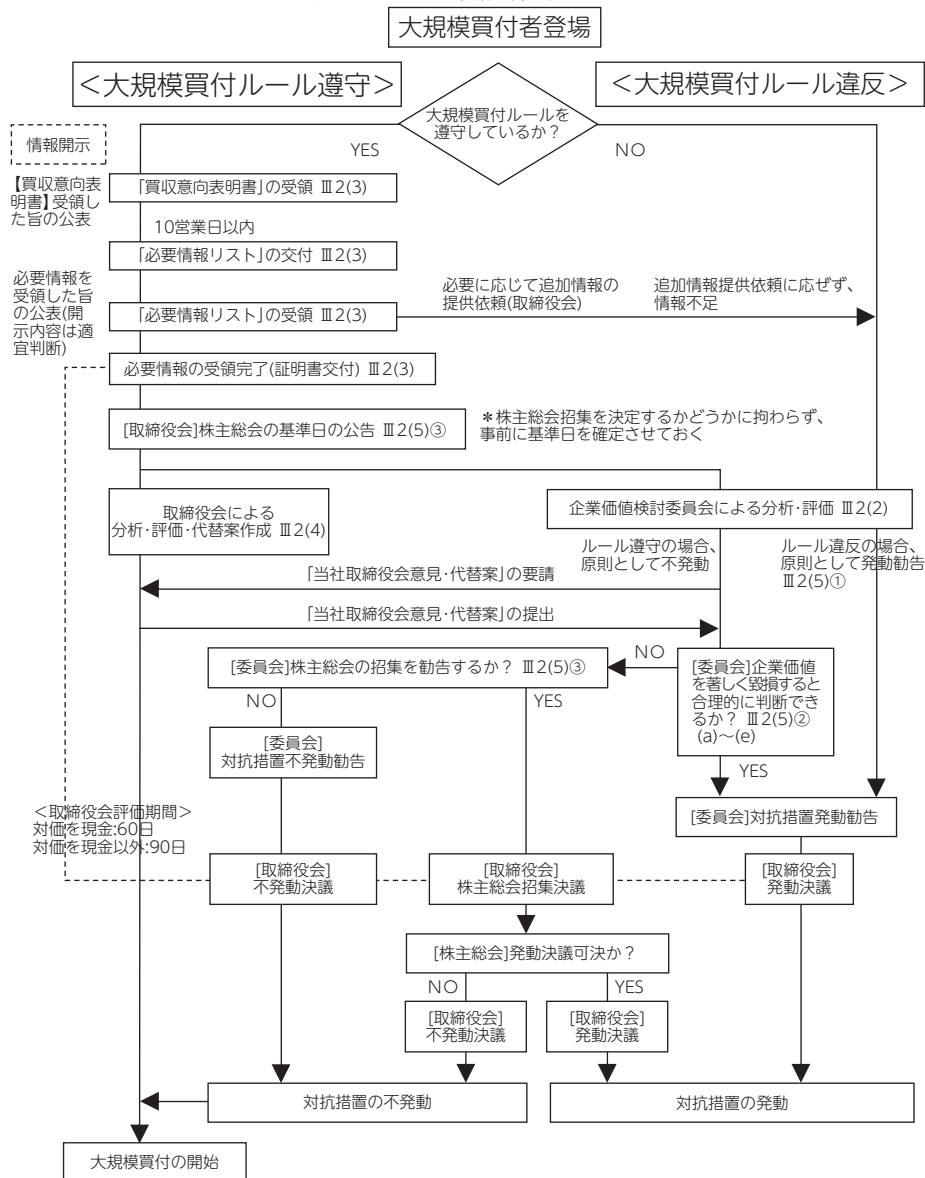 大規模買付者登場
＜大規模買付ルール遵守＞
＜大規模買付ルール違反＞
大規模買付ルールを
遵守しているか？
YES
NO
情報開示
【買収意向表
明書】受領し
た旨の公表
「買収意向表明書」の受領 Ⅲ2(3)
10営業日以内
「必要情報リスト」の交付 Ⅲ2(3)
必要情報を
受領した旨
の公表(開
示内容は適
宜判断)
「必要情報リスト」の受領 Ⅲ2(3)
必要に応じて追加情報の
提供依頼(取締役会)
追加情報提供依頼に応ぜず、
情報不足
必要情報の受領完了(証明書交付) Ⅲ2(3)
[取締役会]株主総会の基準日の公告 Ⅲ2(5)③
＊株主総会招集を決定するかどうかに拘わらず、
事前に基準日を確定させておく
取締役会による
分析・評価・代替案作成 Ⅲ2(4)
企業価値検討委員会による分析・評価 Ⅲ2(2)
ルール遵守の場合、
原則として不発動
ルール違反の場合、
原則として発動勧告
Ⅲ2(5)①
「当社取締役会意見・代替案」の要請
「当社取締役会意見・代替案」の提出
[委員会]株主総会の招集を勧告するか？ Ⅲ2(5)③
NO
[委員会]企業価値
を著しく毀損すると
合理的に判断でき
るか？ Ⅲ2(5)②
(a)～(e)
NO
YES
[委員会]
対抗措置不発動勧告
YES
[委員会]対抗措置発動勧告
＜取締役会評価期間＞
対価を現金:60日
対価を現金以外:90日
[取締役会]
不発動決議
[取締役会]
株主総会招集決議
[取締役会]
発動決議
[株主総会]発動決議可決か？
NO
YES
[取締役会]
不発動決議
[取締役会]
発動決議
対抗措置の不発動
対抗措置の発動
大規模買付の開始